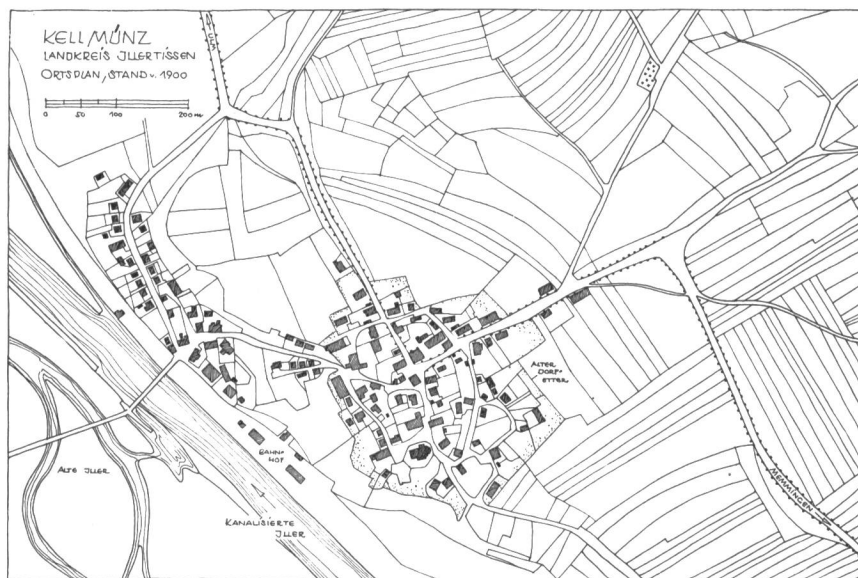 KELLMÜNZ
LANDKREIS ILLERTISSEN
ORTSPLAN, STAND v. 1900
0 50 100 200 m
ULM
ALTER
DORF-
ETTER
BAHN-
HOF
ALTE ILLER
KANALISIERTE
ILLER
MEMMINGEN